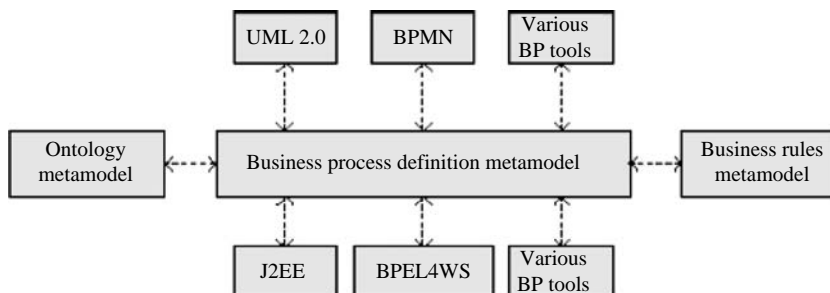 UML 2.0
BPMN
Various
BP tools
Ontology
metamodel
Business process definition metamodel
Business rules
metamodel
J2EE
BPEL4WS
Various
BP tools